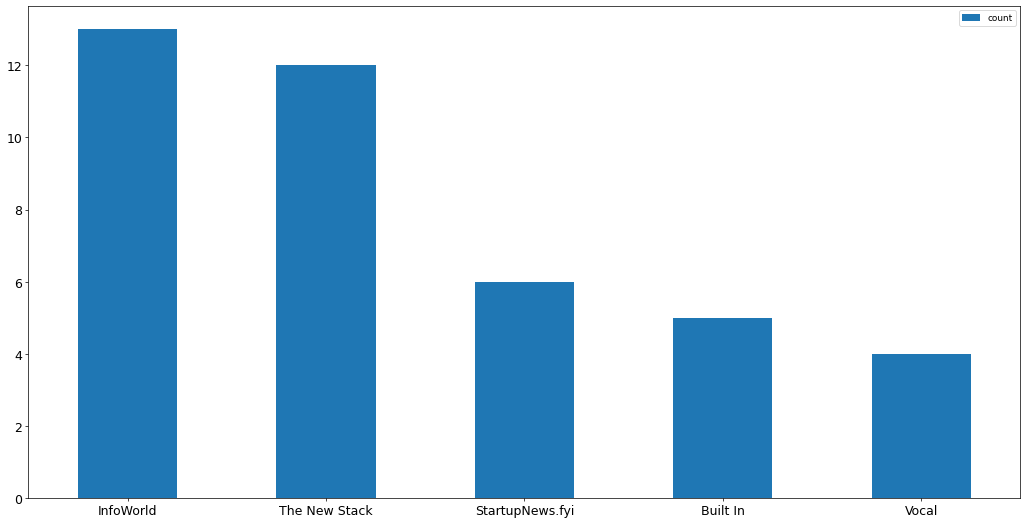 count
12
10
8
6
4
2
0
InfoWorld
The New Stack
StartupNews.fyi
Built In
Vocal